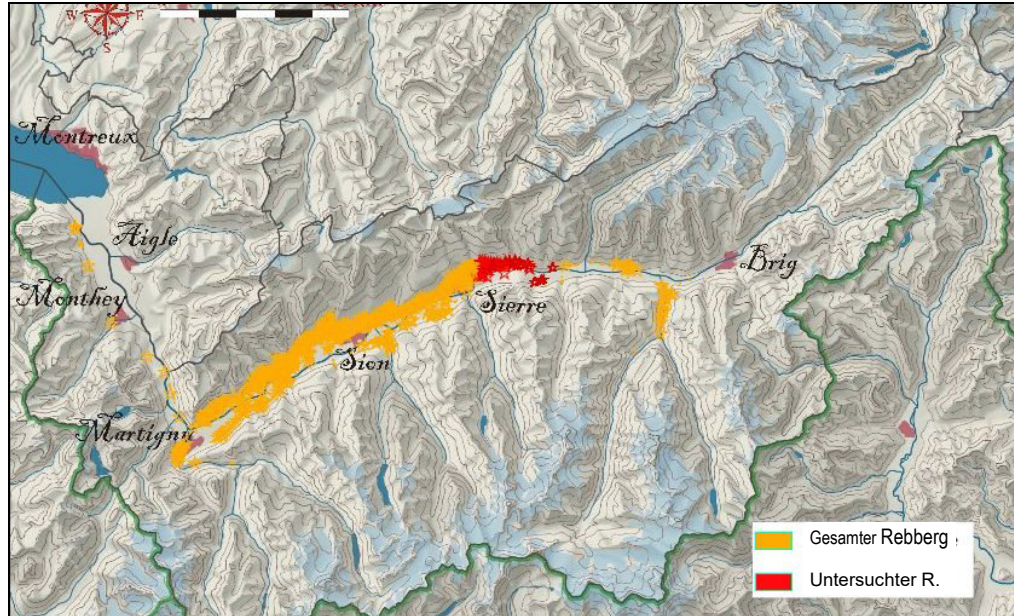 W E
S
Montreux
Aigle
Monthey
Brig
Sierre
Sion
Martigny
Gesamter Rebberg
Untersuchter R.